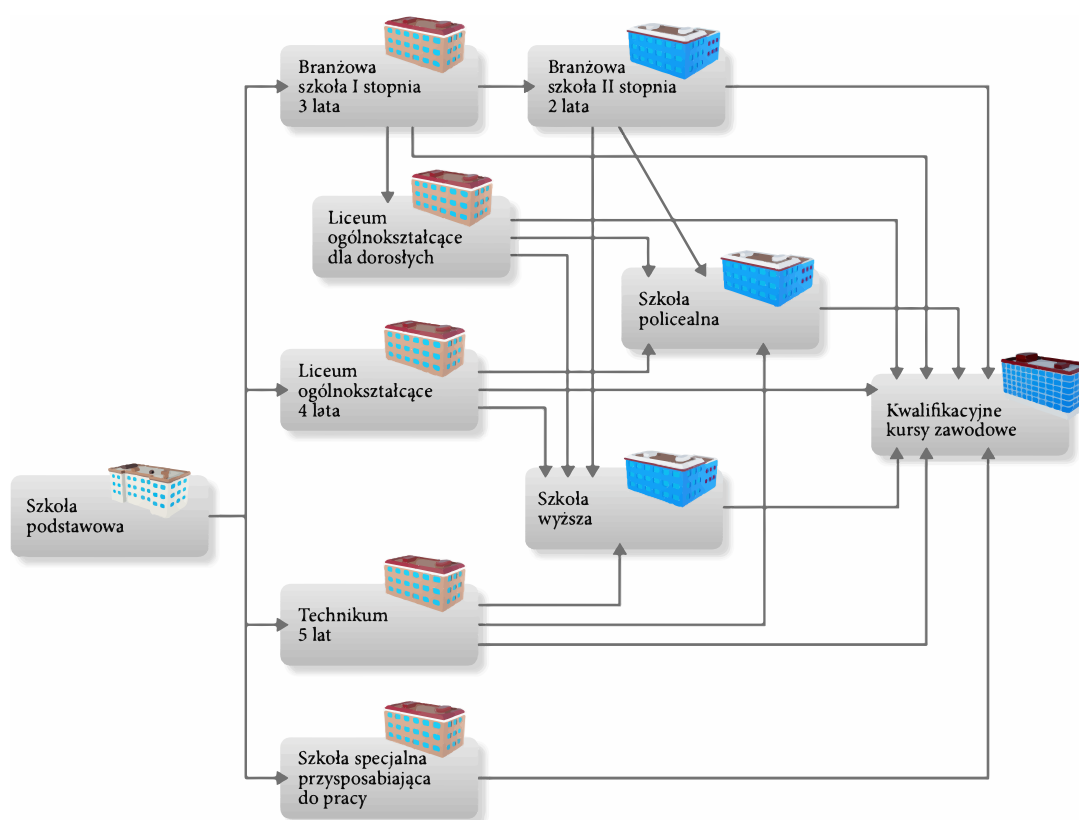 Branżowa
szkoła I stopnia
3 lata
Branżowa
szkoła II stopnia
2 lata
Liceum
ogólnokształcące
dla dorosłych
Szkoła
policealna
Liceum
ogólnokształcące
4 lata
Kwalifikacyjne
kursy zawodowe
Szkoła
podstawowa
Szkoła
wyższa
Technikum
5 lat
Szkoła specjalna
przysposabiająca
do pracy